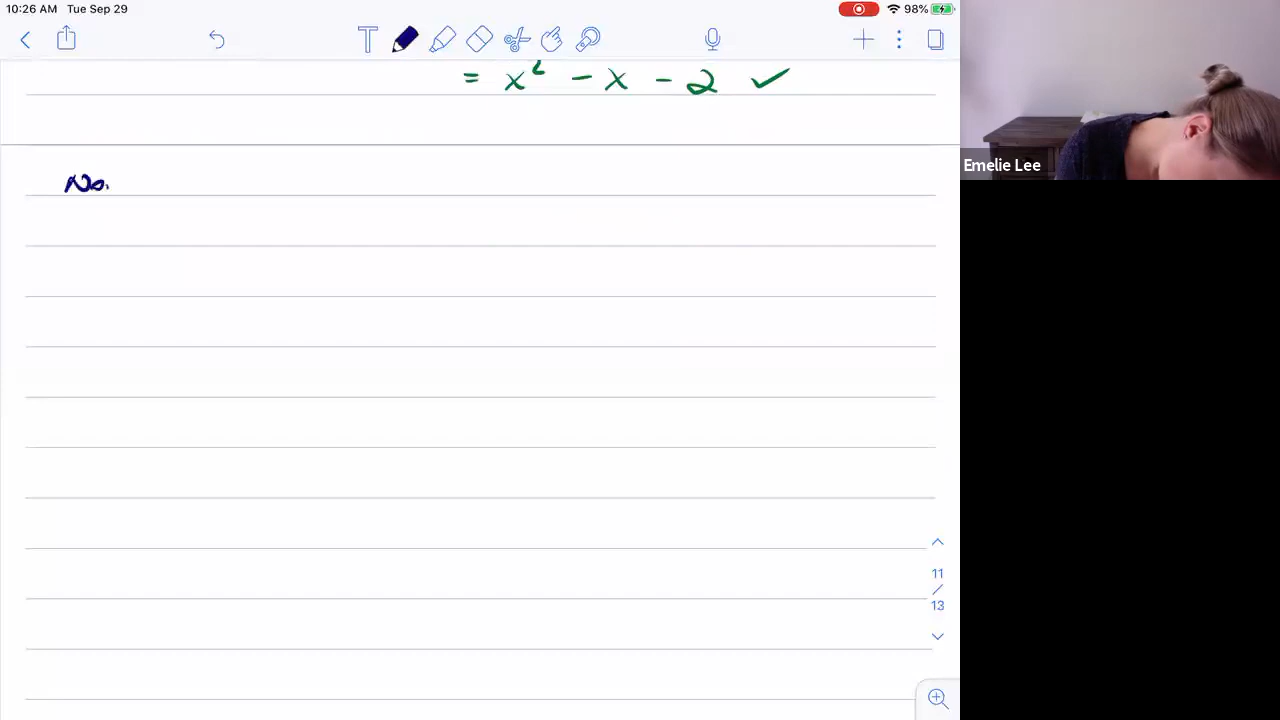 10:26 AM Tue Sep 29
98%
= x² - x - 2 ✓
No.
Emelie Lee
11
/
13